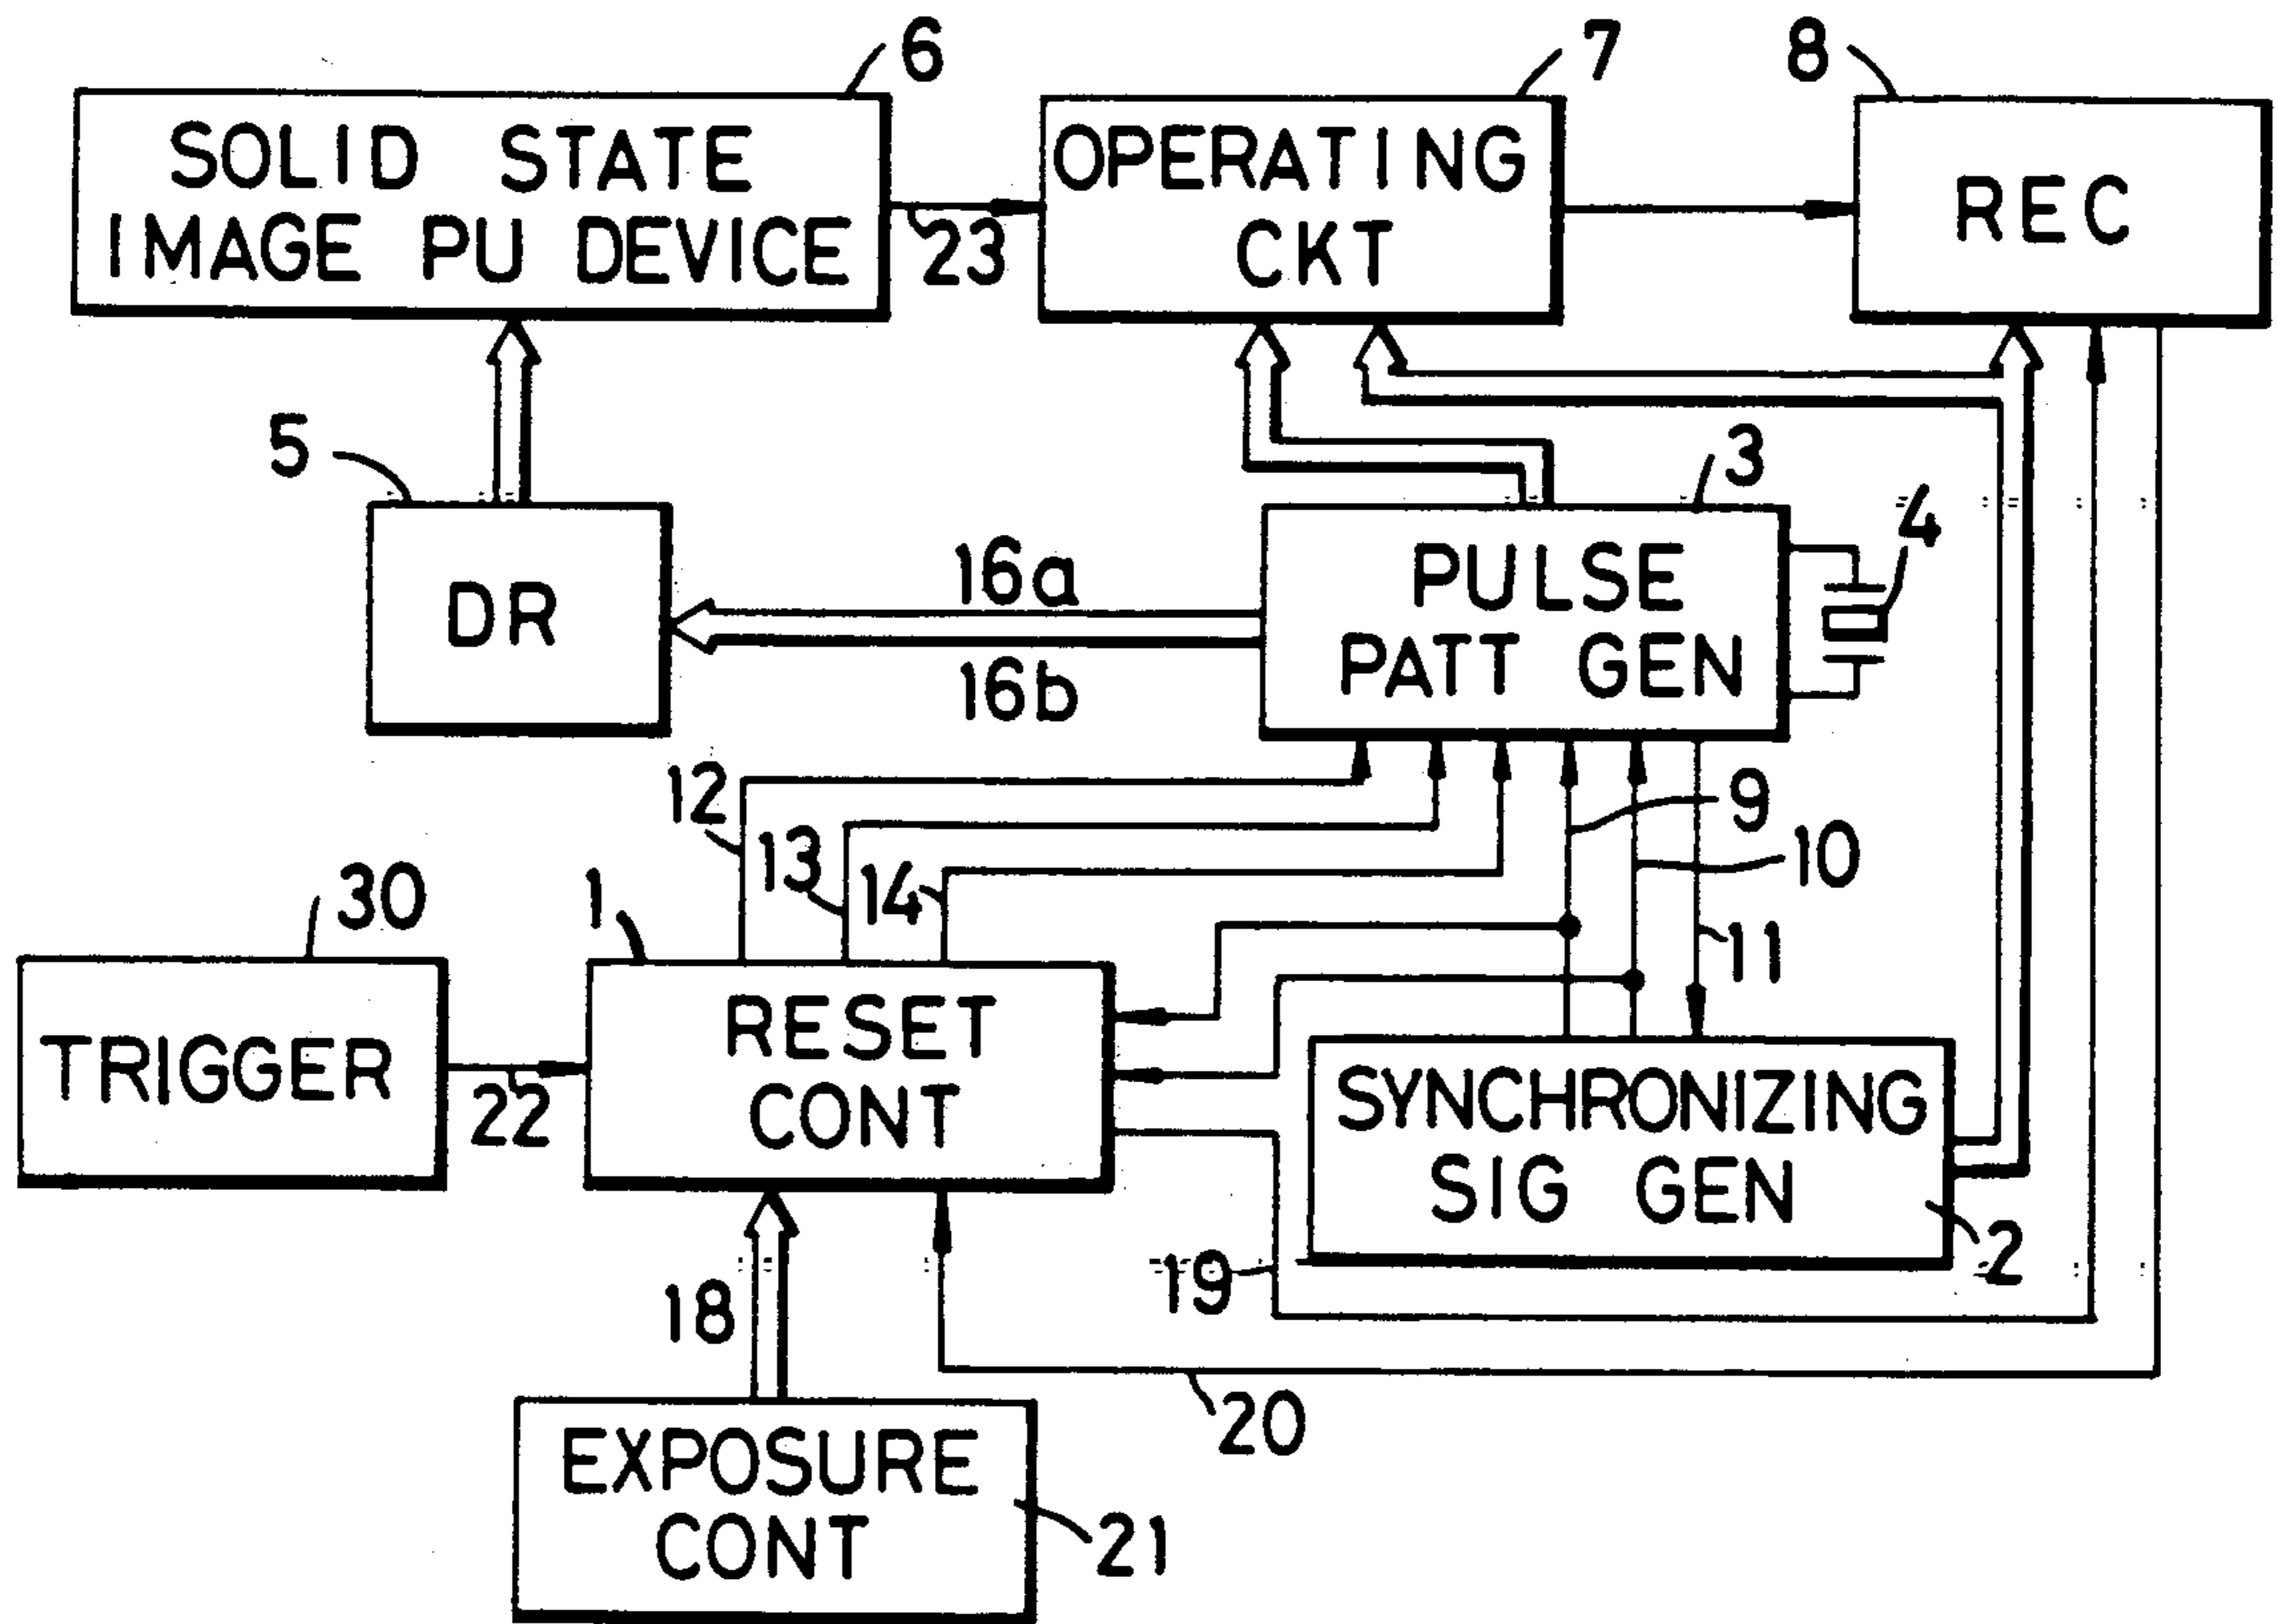 6
7
8
SOLID STATE
IMAGE PU DEVICE
23
OPERATING
CKT
REC
5
3
4
DR
16a
16b
PULSE
PATT GEN
12
13
14
9
10
11
30
1
TRIGGER
22
RESET
CONT
SYNCHRONIZING
SIG GEN
2
18
19
20
EXPOSURE
CONT
21